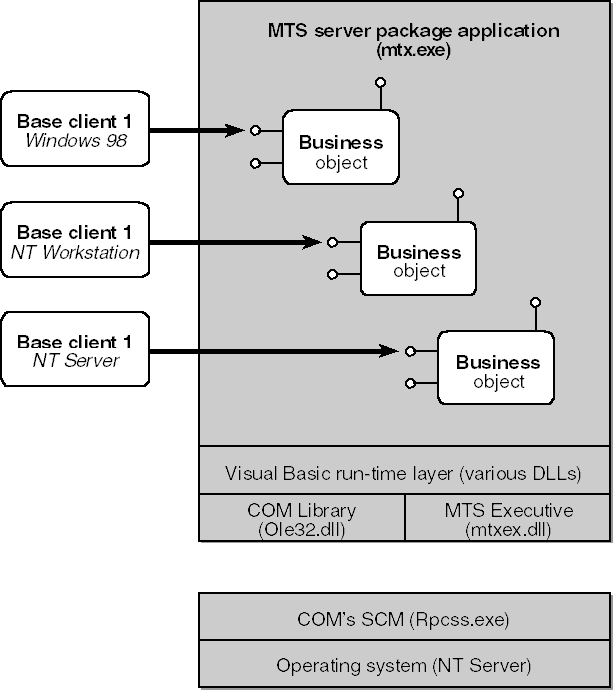 MTS server package application
(mtx.exe)
Base client 1
Windows 98
Business
object
Base client 1
NT Workstation
Business
object
Base client 1
NT Server
Business
object
Visual Basic run-time layer (various DLLs)
COM Library
(Ole32.dll)
MTS Executive
(mtxex.dll)
COM's SCM (Rpcss.exe)
Operating system (NT Server)